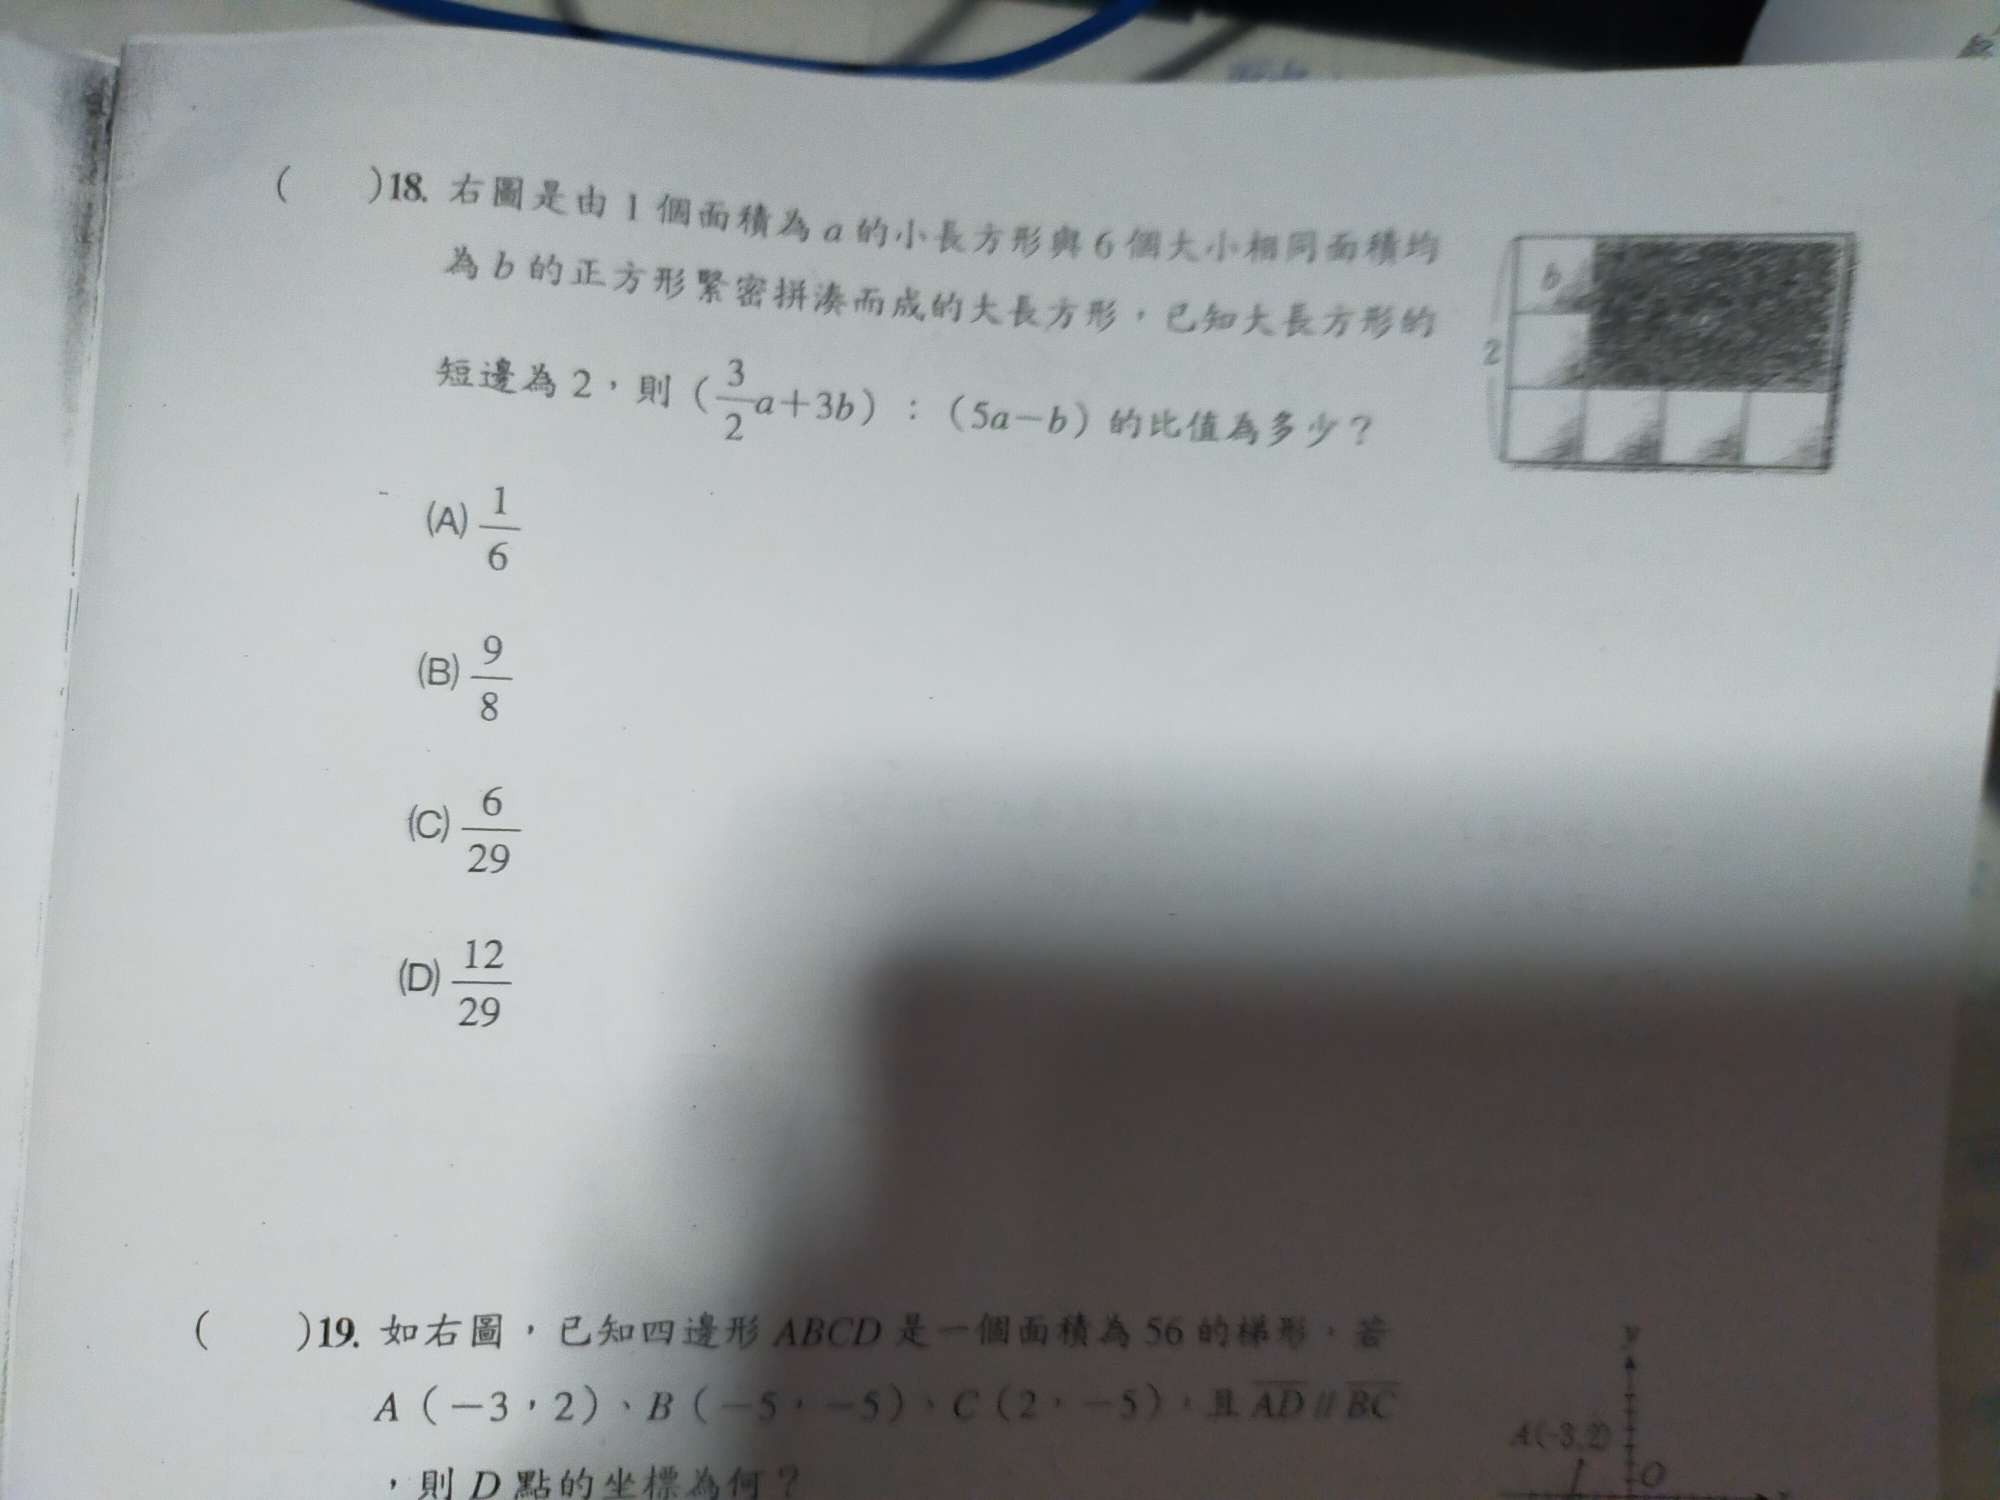 ( )18. 右圖是由1個面積為a的小長方形與6個大小相同面積均
為b的正方形緊密拼湊而成的大長方形，已知大長方形的
短邊為2，則(3/2a+3b)：(5a−b)的比值為多少？
b
2
(A) 1/6
(B) 9/8
(C) 6/29
(D) 12/29
( )19. 如右圖，已知四邊形ABCD是一個面積為56的梯形，若
A(−3，2)、B(−5，−5)、C(2，−5)，且AD//BC
，則D點的坐標為何？
y
A(-3,2)
O